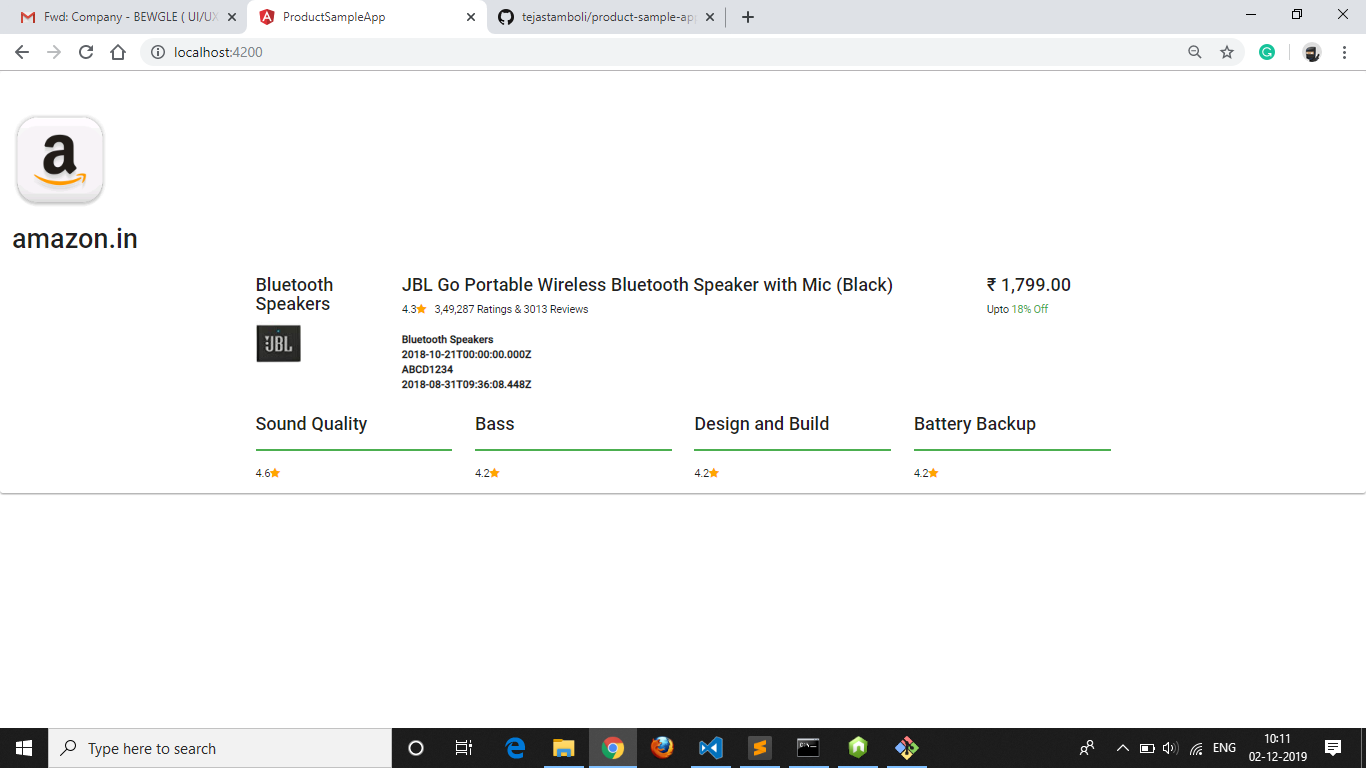 Fwd: Company - BEWGLE ( UI/UX
ProductSampleApp
tejastamboli/product-sample-app
localhost:4200
a
amazon.in
Bluetooth Speakers
JBL Go Portable Wireless Bluetooth Speaker with Mic (Black)
₹ 1,799.00
4.3 3,49,287 Ratings & 3013 Reviews
Upto 18% Off
JBL
Bluetooth Speakers
2018-10-21T00:00:00.000Z
ABCD1234
2018-08-31T09:36:08.448Z
Sound Quality
Bass
Design and Build
Battery Backup
4.6
4.2
4.2
4.2
Type here to search
ENG
10:11
02-12-2019